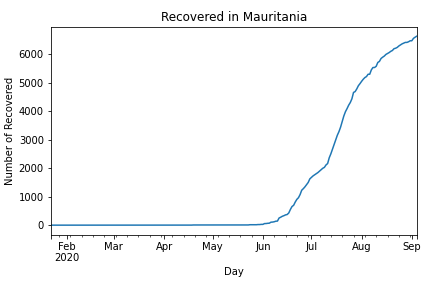 Recovered in Mauritania
Number of Recovered
6000
5000
4000
3000
2000
1000
0
Feb Mar Apr May Jun Jul Aug Sep
2020
Day